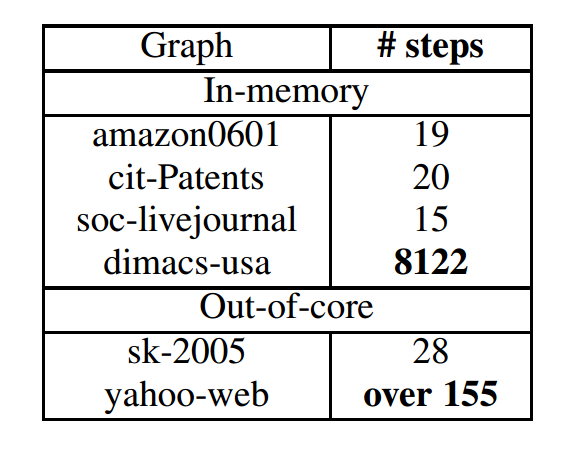 Graph # steps
In-memory
amazon0601 19
cit-Patents 20
soc-livejournal 15
dimacs-usa 8122
Out-of-core
sk-2005 28
yahoo-web over 155